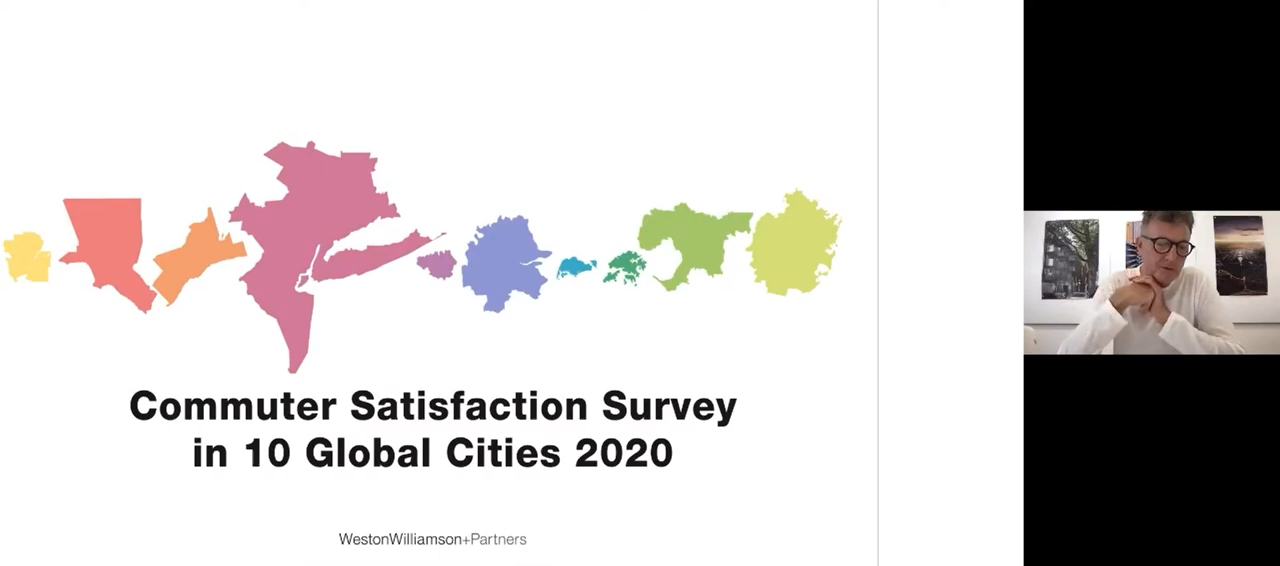 Commuter Satisfaction Survey
in 10 Global Cities 2020
WestonWilliamson+Partners